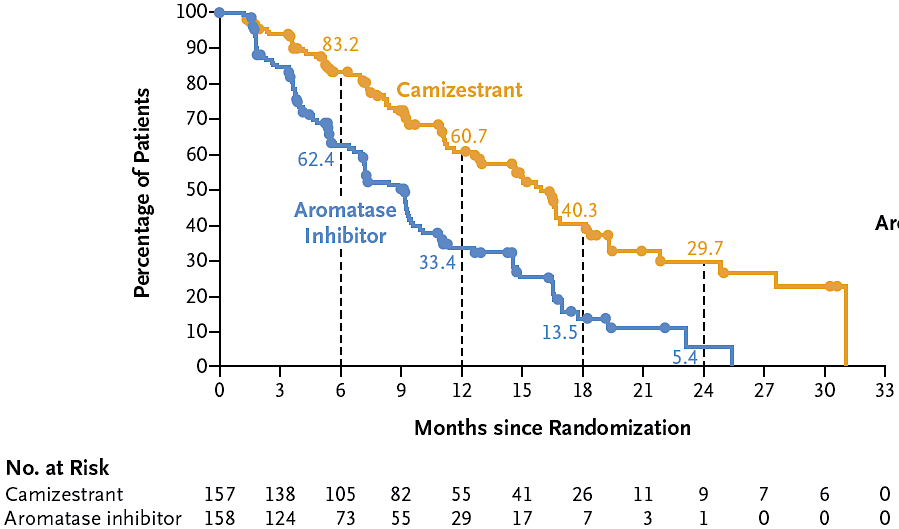 100
90
80
70
60
50
40
30
20
10
0
Percentage of Patients
83.2
Camizestrant
60.7
62.4
Aromatase
Inhibitor
40.3
33.4
29.7
13.5
5.4
Ar
0 3 6 9 12 15 18 21 24 27 30 33
Months since Randomization
No. at Risk
Camizestrant 157 138 105 82 55 41 26 11 9 7 6 0
Aromatase inhibitor 158 124 73 55 29 17 7 3 1 0 0 0